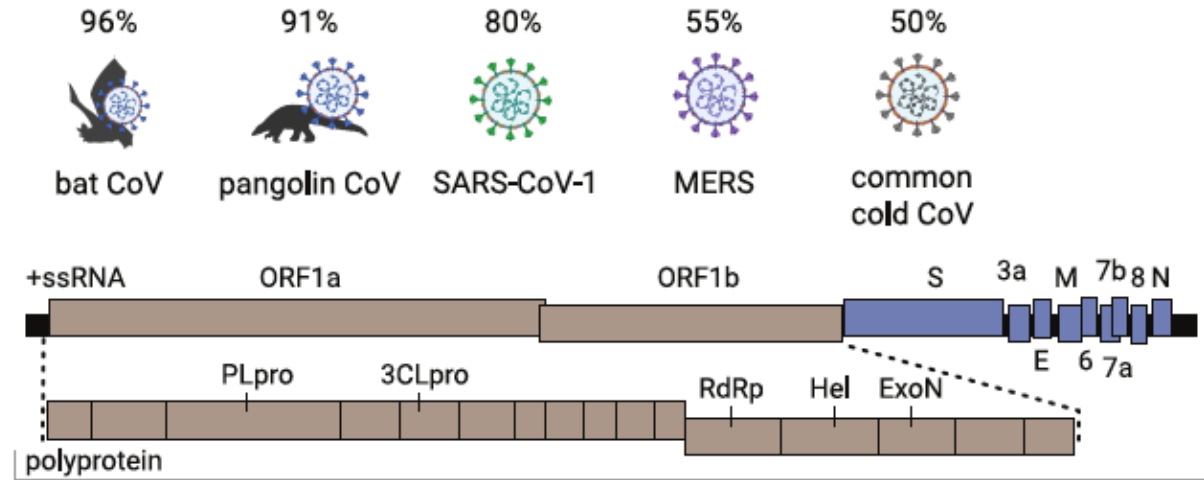 96% 91% 80% 55% 50%
bat CoV pangolin CoV SARS-CoV-1 MERS common
cold CoV
+ssRNA ORF1a ORF1b S 3a M 7b 8 N
E 6 7a
PLpro 3CLpro RdRp Hel ExoN
polyprotein